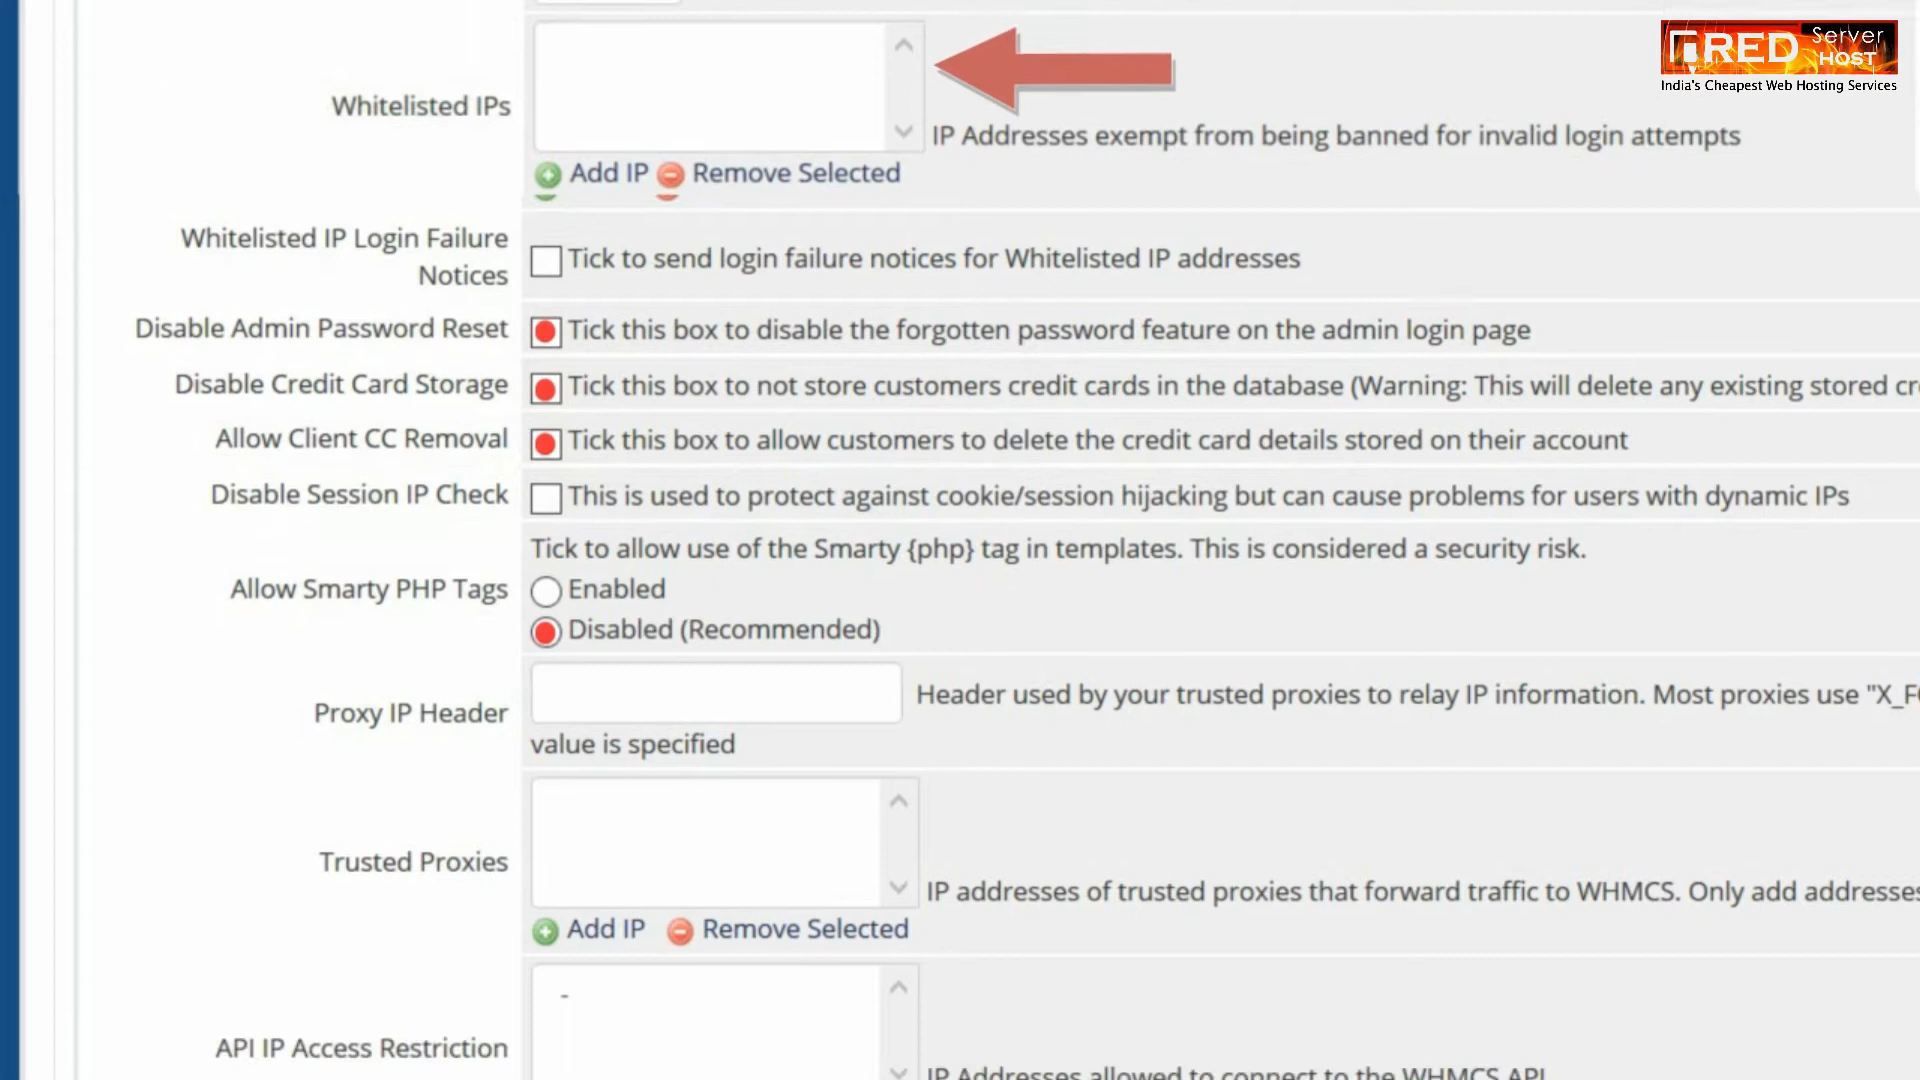 RED Server
HOST
India's Cheapest Web Hosting Services
Whitelisted IPs
IP Addresses exempt from being banned for invalid login attempts
Add IP Remove Selected
Whitelisted IP Login Failure
Notices
Tick to send login failure notices for Whitelisted IP addresses
Disable Admin Password Reset Tick this box to disable the forgotten password feature on the admin login page
Disable Credit Card Storage Tick this box to not store customers credit cards in the database (Warning: This will delete any existing stored cr
Allow Client CC Removal Tick this box to allow customers to delete the credit card details stored on their account
Disable Session IP Check This is used to protect against cookie/session hijacking but can cause problems for users with dynamic IPs
Tick to allow use of the Smarty {php} tag in templates. This is considered a security risk.
Allow Smarty PHP Tags Enabled
Disabled (Recommended)
Proxy IP Header Header used by your trusted proxies to relay IP information. Most proxies use "X_F
value is specified
Trusted Proxies
IP addresses of trusted proxies that forward traffic to WHMCS. Only add addresses
Add IP Remove Selected
-
API IP Access Restriction
IP Addresses allowed to connect to the WHMCS API